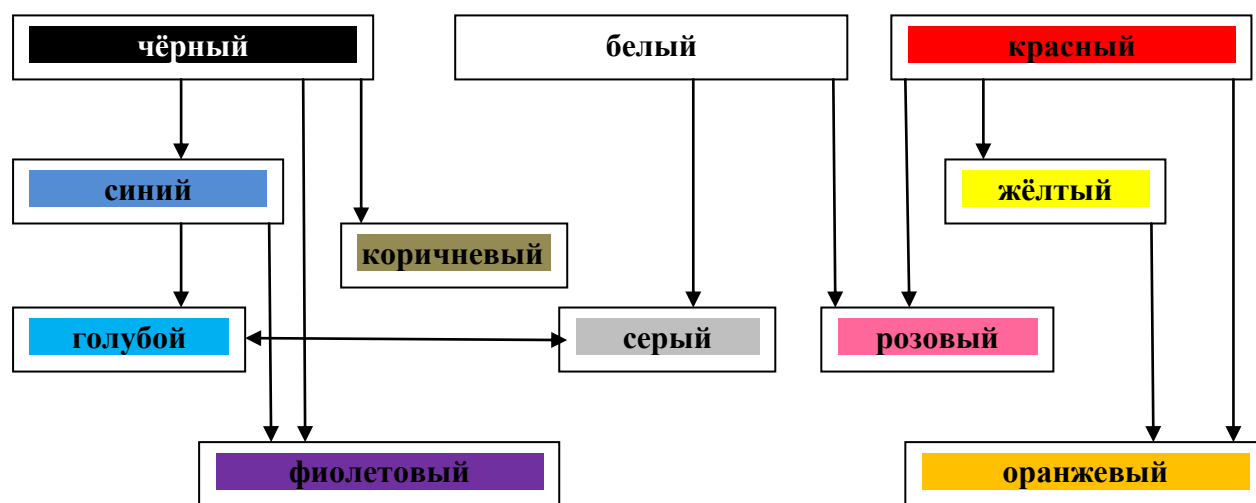 чёрный
белый
красный
синий
жёлтый
коричневый
голубой
серый
розовый
фиолетовый
оранжевый